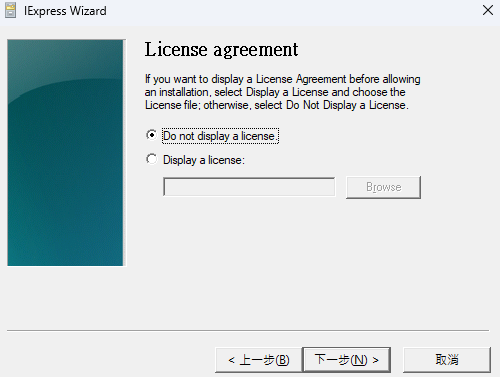 IExpress Wizard
License agreement
If you want to display a License Agreement before allowing
an installation, select Display a License and choose the
License file; otherwise, select Do Not Display a License.
Do not display a license.
Display a license:
Browse
< 上一步(B)
下一步(N) >
取消